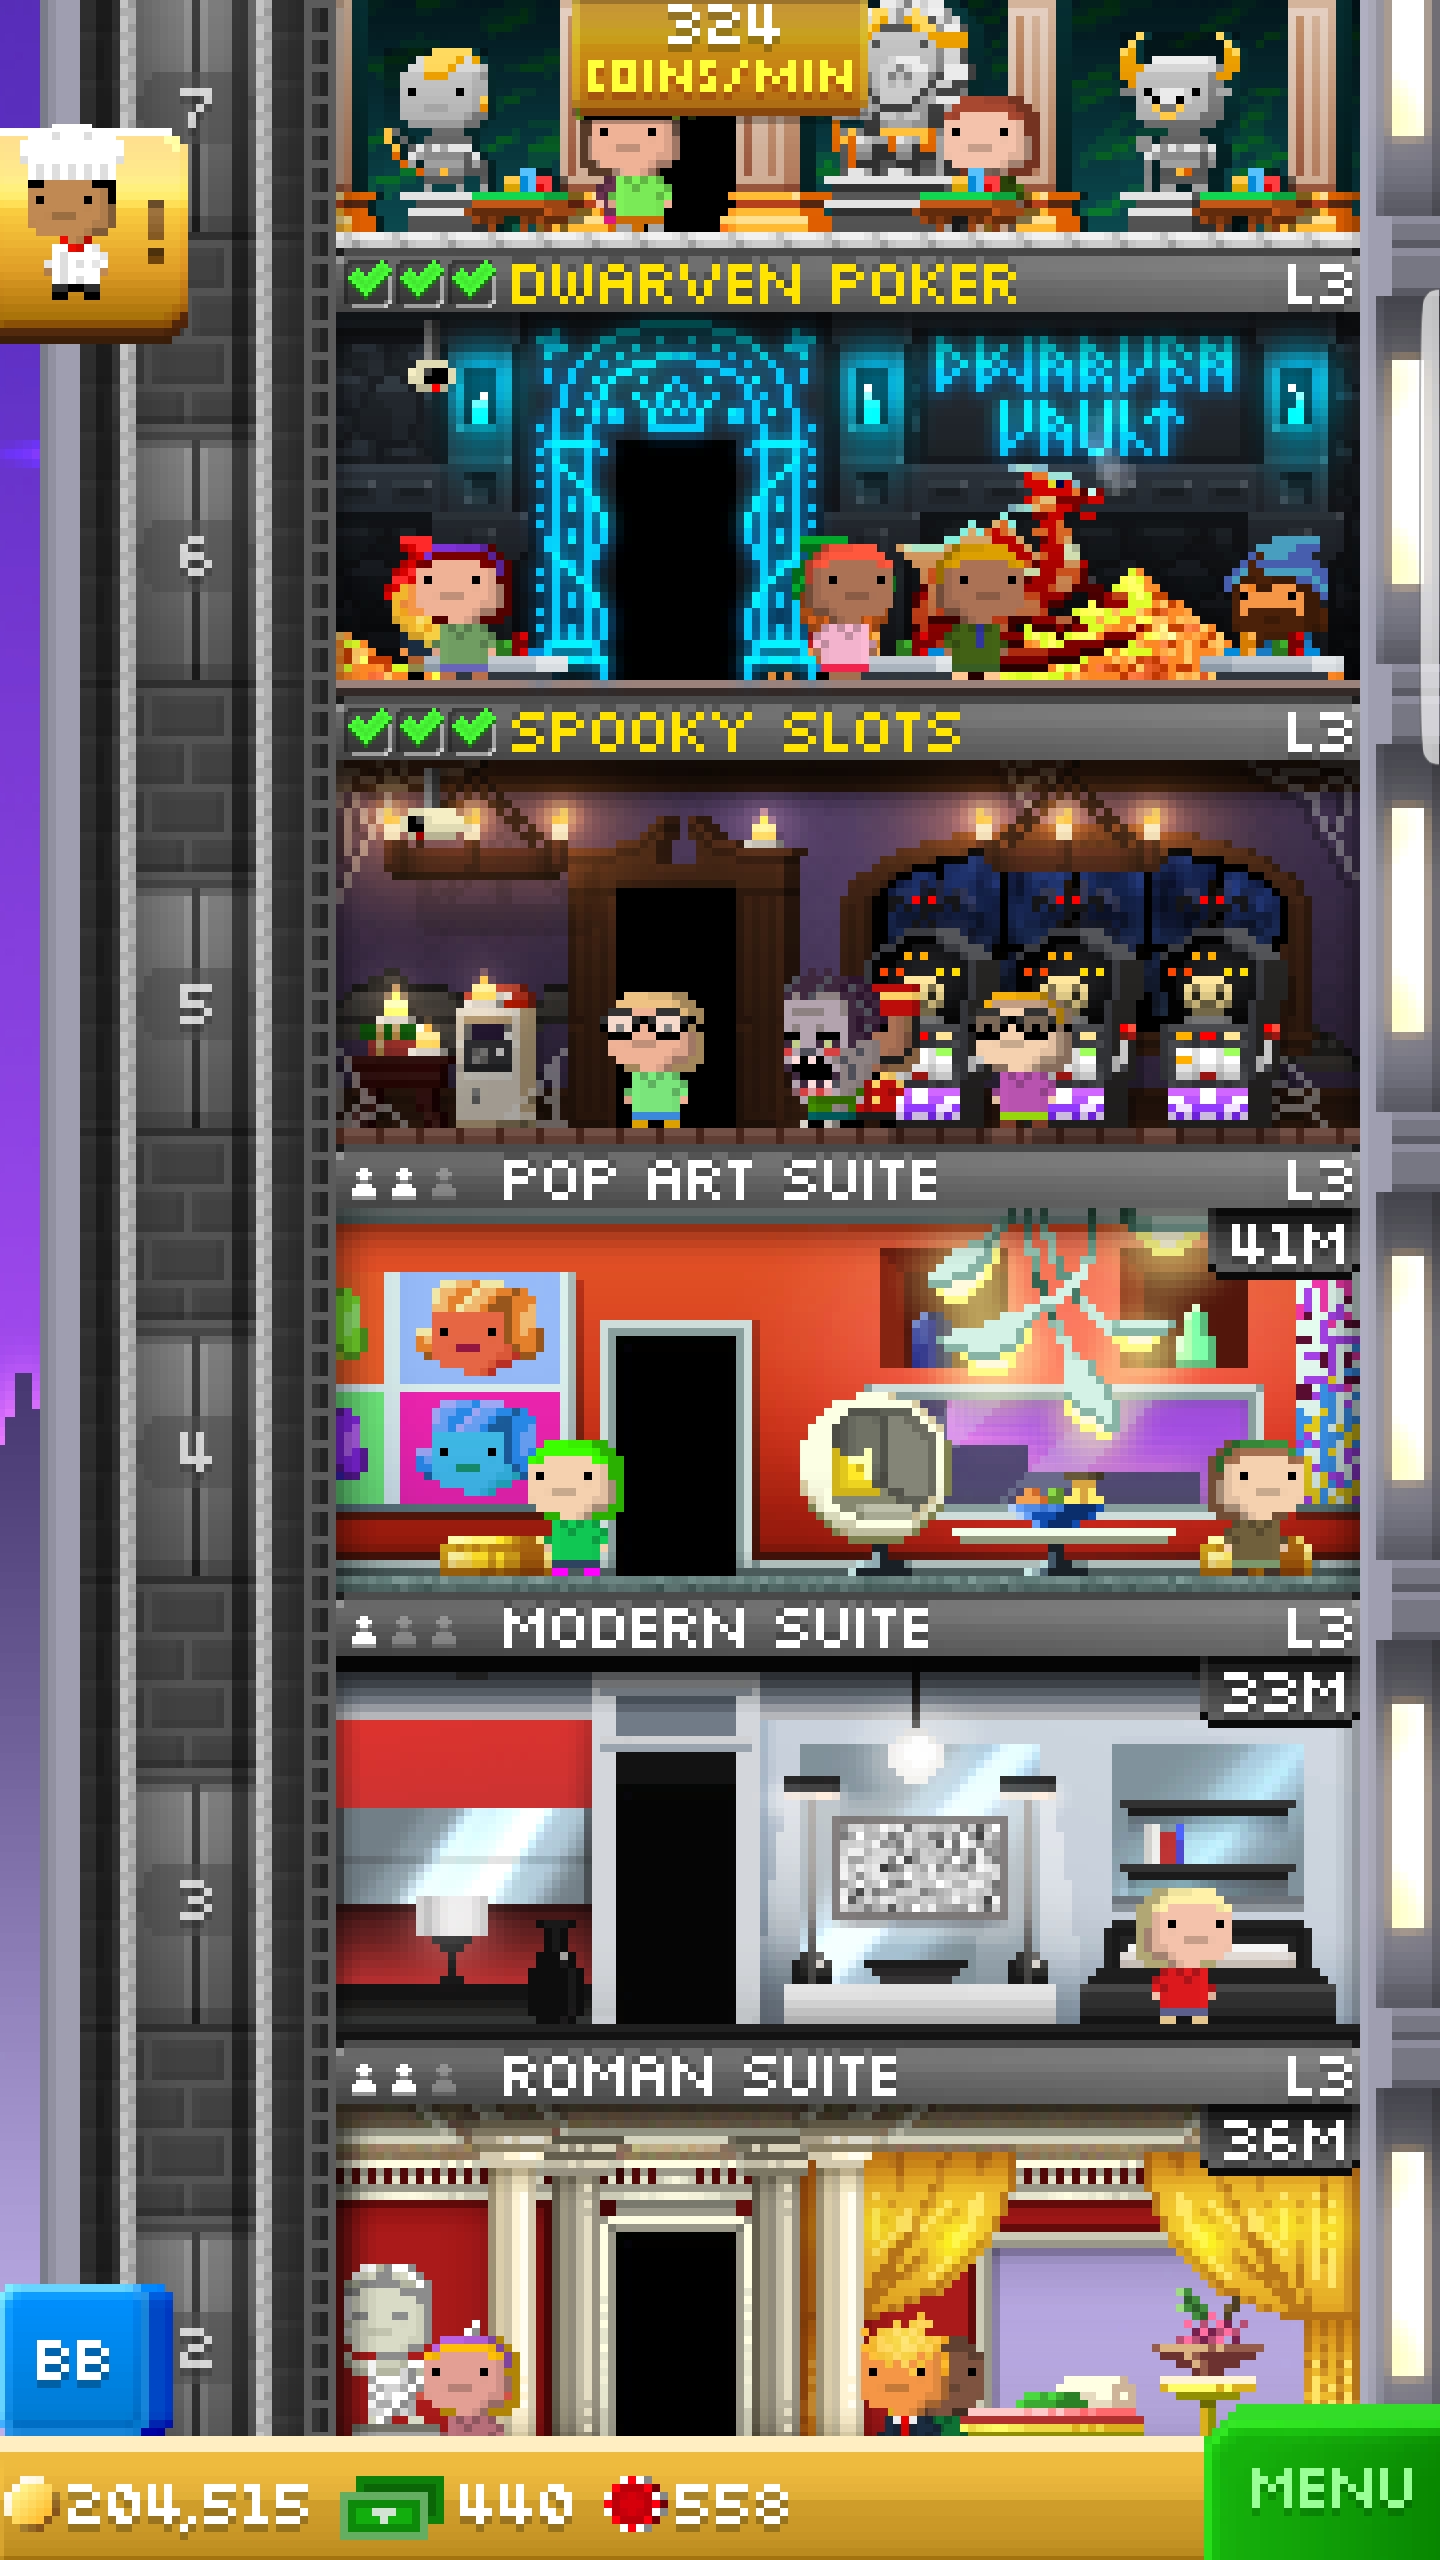 324
COINS/MIN
7
!
DWARVEN POKER L3
DWARVEN
VAULT
6
SPOOKY SLOTS L3
5
POP ART SUITE L3
41M
4
MODERN SUITE L3
33M
3
ROMAN SUITE L3
36M
BB
2
204,515 440 558
MENU